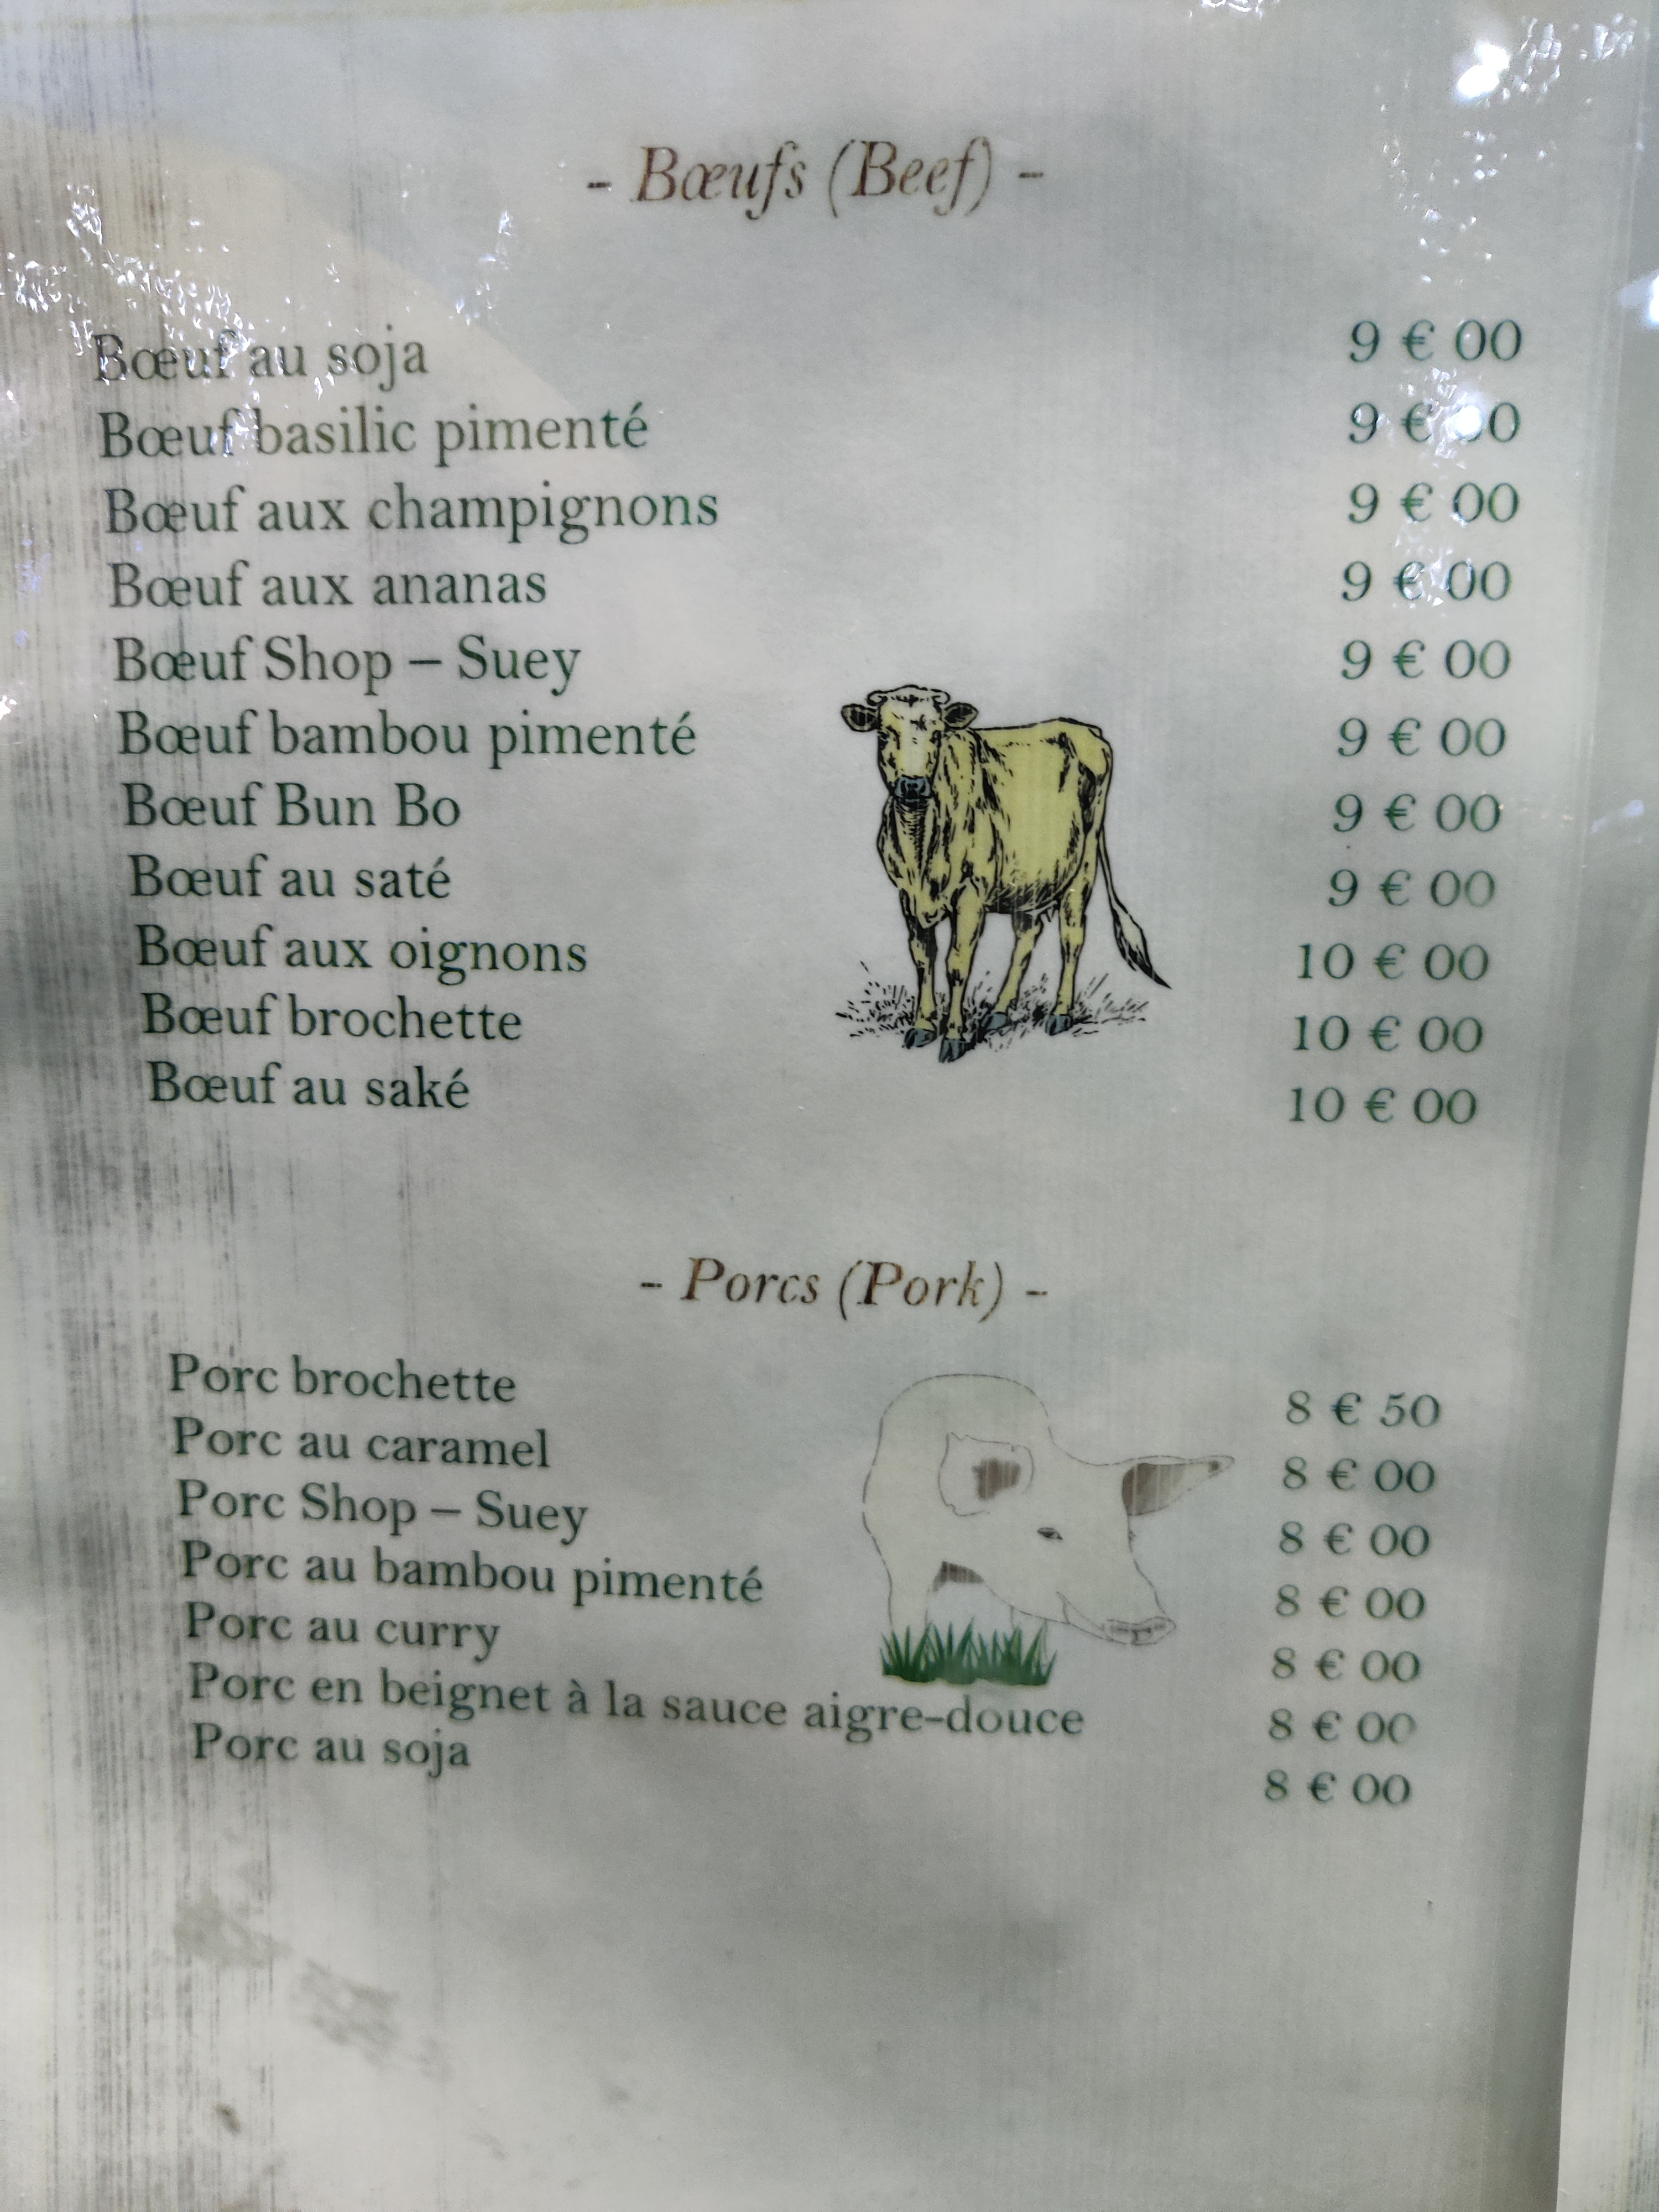 - Bœufs (Beef) -
Bœuf au soja 9 € 00
Bœuf basilic pimenté 9 € 00
Bœuf aux champignons 9 € 00
Bœuf aux ananas 9 € 00
Bœuf Shop – Suey 9 € 00
Bœuf bambou pimenté 9 € 00
Bœuf Bun Bo 9 € 00
Bœuf au saté 9 € 00
Bœuf aux oignons 10 € 00
Bœuf brochette 10 € 00
Bœuf au saké 10 € 00
- Porcs (Pork) -
Porc brochette 8 € 50
Porc au caramel 8 € 00
Porc Shop – Suey 8 € 00
Porc au bambou pimenté 8 € 00
Porc au curry 8 € 00
Porc en beignet à la sauce aigre-douce 8 € 00
Porc au soja 8 € 00